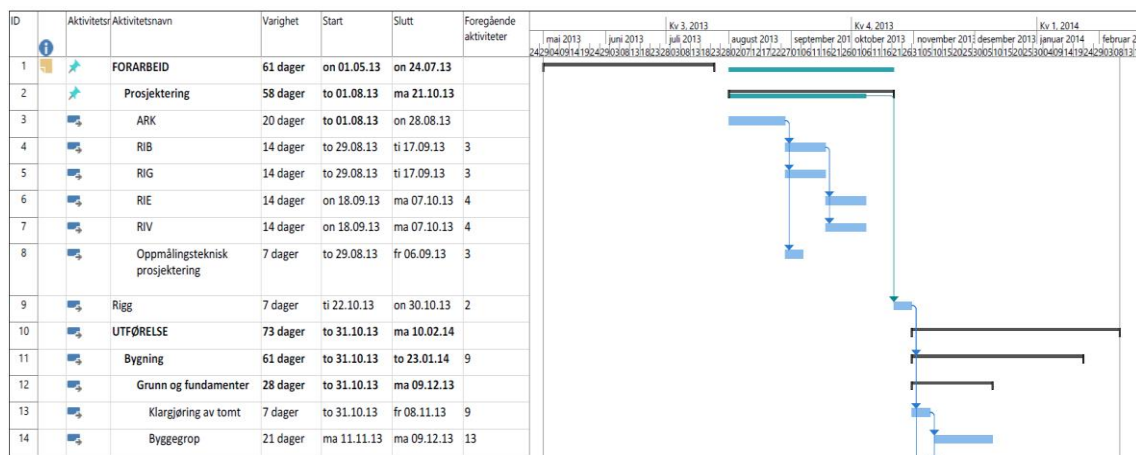 ID Aktivitetsr Aktivitetsnavn Varighet Start Slutt Foregående aktiviteter
Kv 3, 2013 Kv 4, 2013 Kv 1, 2014
mai 2013 juni 2013 juli 2013 august 2013 september 201 oktober 2013 november 201 desember 2013 januar 2014 februar 2
1 FORARBEID 61 dager on 01.05.13 on 24.07.13
2 Prosjektering 58 dager to 01.08.13 ma 21.10.13
3 ARK 20 dager to 01.08.13 on 28.08.13
4 RIB 14 dager to 29.08.13 ti 17.09.13 3
5 RIG 14 dager to 29.08.13 ti 17.09.13 3
6 RIE 14 dager on 18.09.13 ma 07.10.13 4
7 RIV 14 dager on 18.09.13 ma 07.10.13 4
8 Oppmålingsteknisk prosjektering 7 dager to 29.08.13 fr 06.09.13 3
9 Rigg 7 dager ti 22.10.13 on 30.10.13 2
10 UTFØRELSE 73 dager to 31.10.13 ma 10.02.14
11 Bygning 61 dager to 31.10.13 to 23.01.14 9
12 Grunn og fundamenter 28 dager to 31.10.13 ma 09.12.13
13 Klargjøring av tomt 7 dager to 31.10.13 fr 08.11.13 9
14 Byggegrop 21 dager ma 11.11.13 ma 09.12.13 13